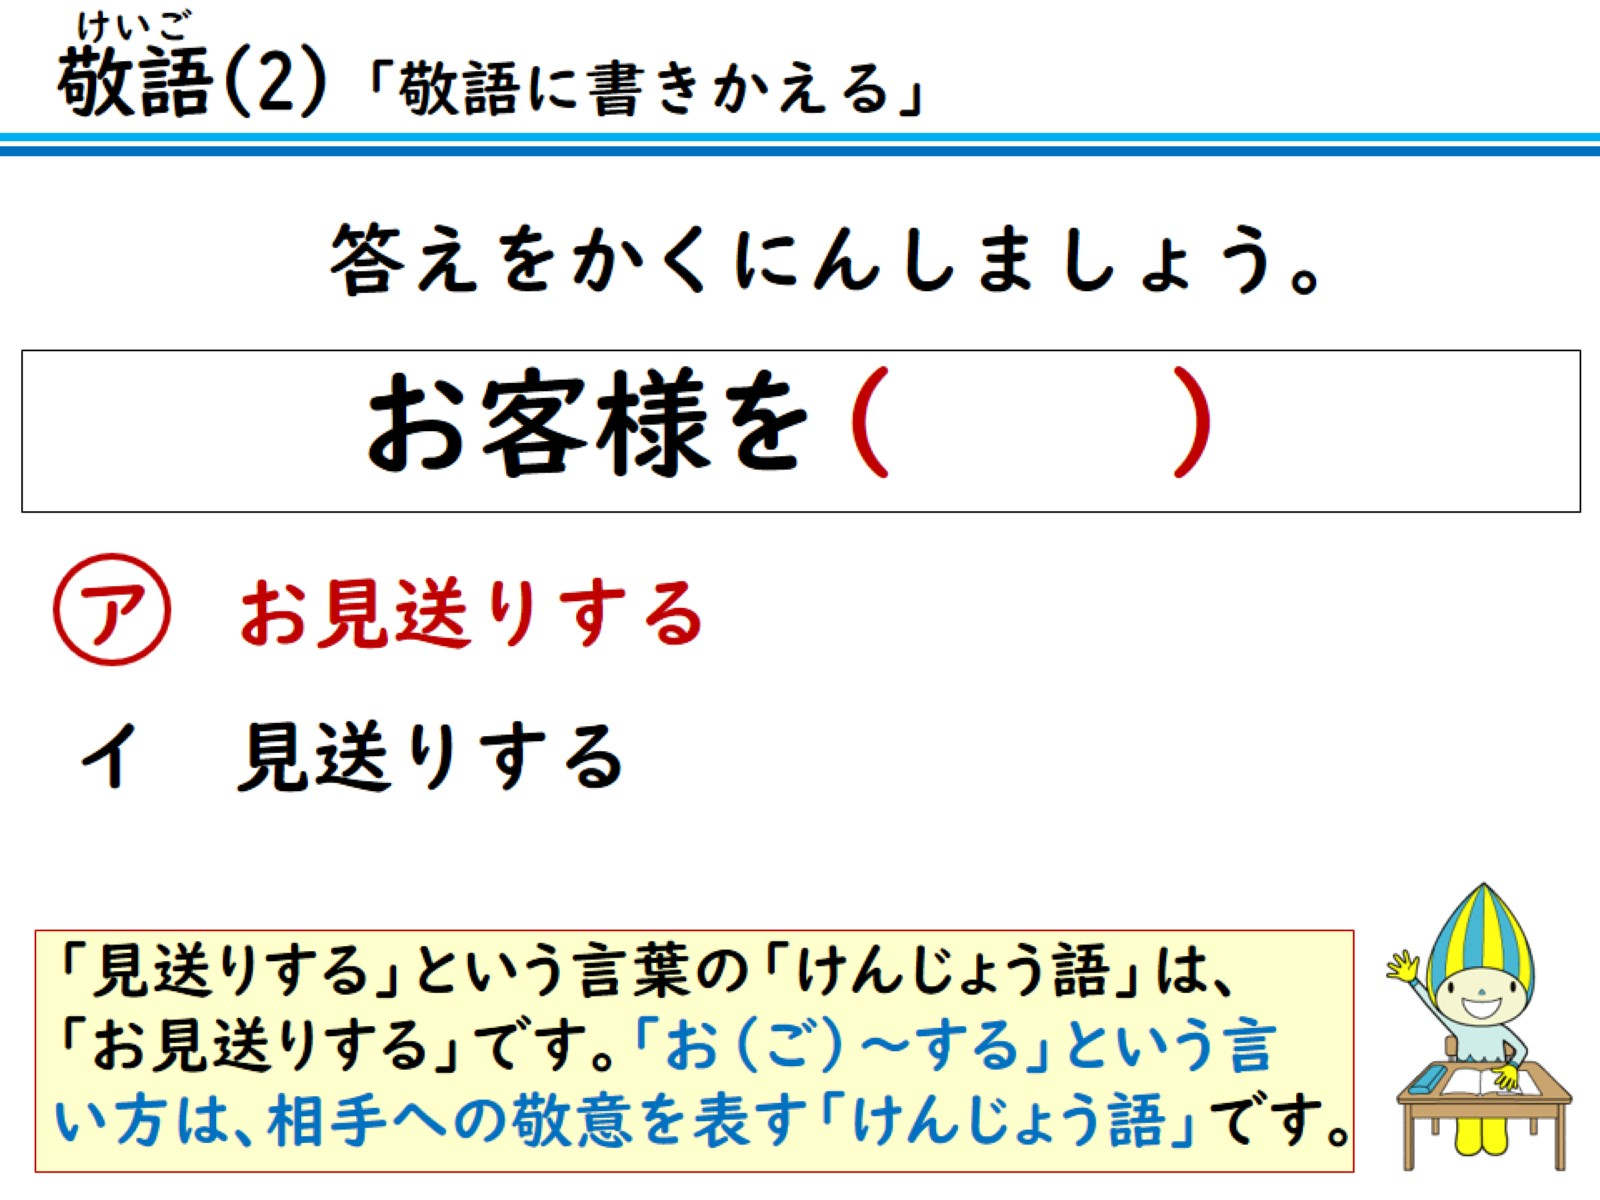 けいご
敬語(2)「敬語に書きかえる」
答えをかくにんしましょう。
お客様を(　　)
ア　お見送りする
イ　見送りする
「見送りする」という言葉の「けんじょう語」は、
「お見送りする」です。「お(ご)～する」という言
い方は、相手への敬意を表す「けんじょう語」です。